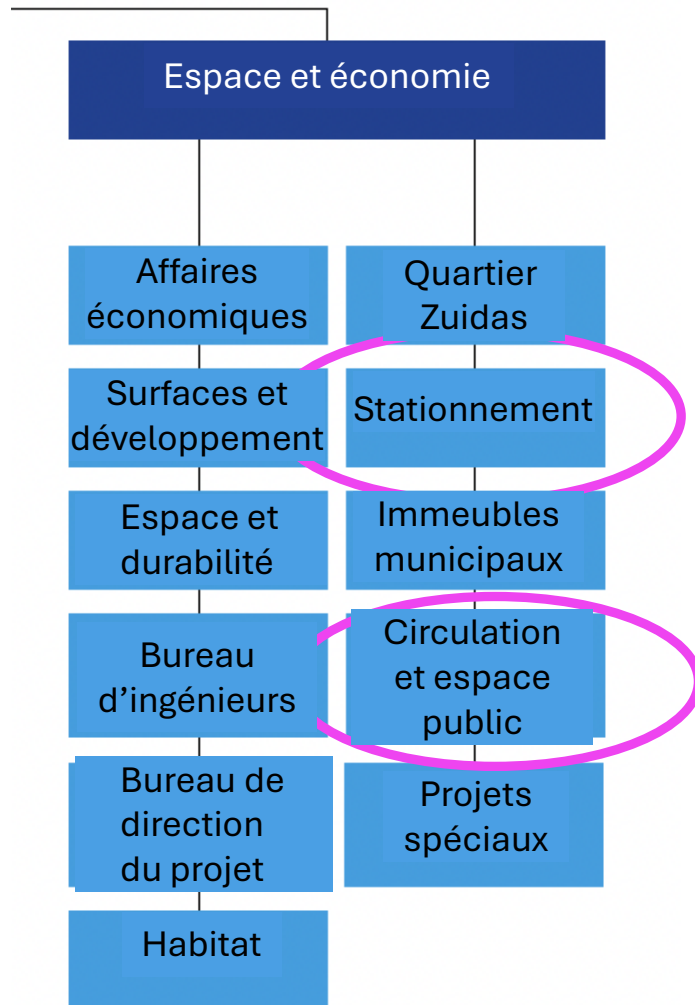 Espace et économie
Affaires
économiques
Surfaces et
développement
Espace et
durabilité
Bureau
d’ingénieurs
Bureau de
direction
du projet
Habitat
Quartier
Zuidas
Stationnement
Immeubles
municipaux
Circulation
et espace
public
Projets
spéciaux